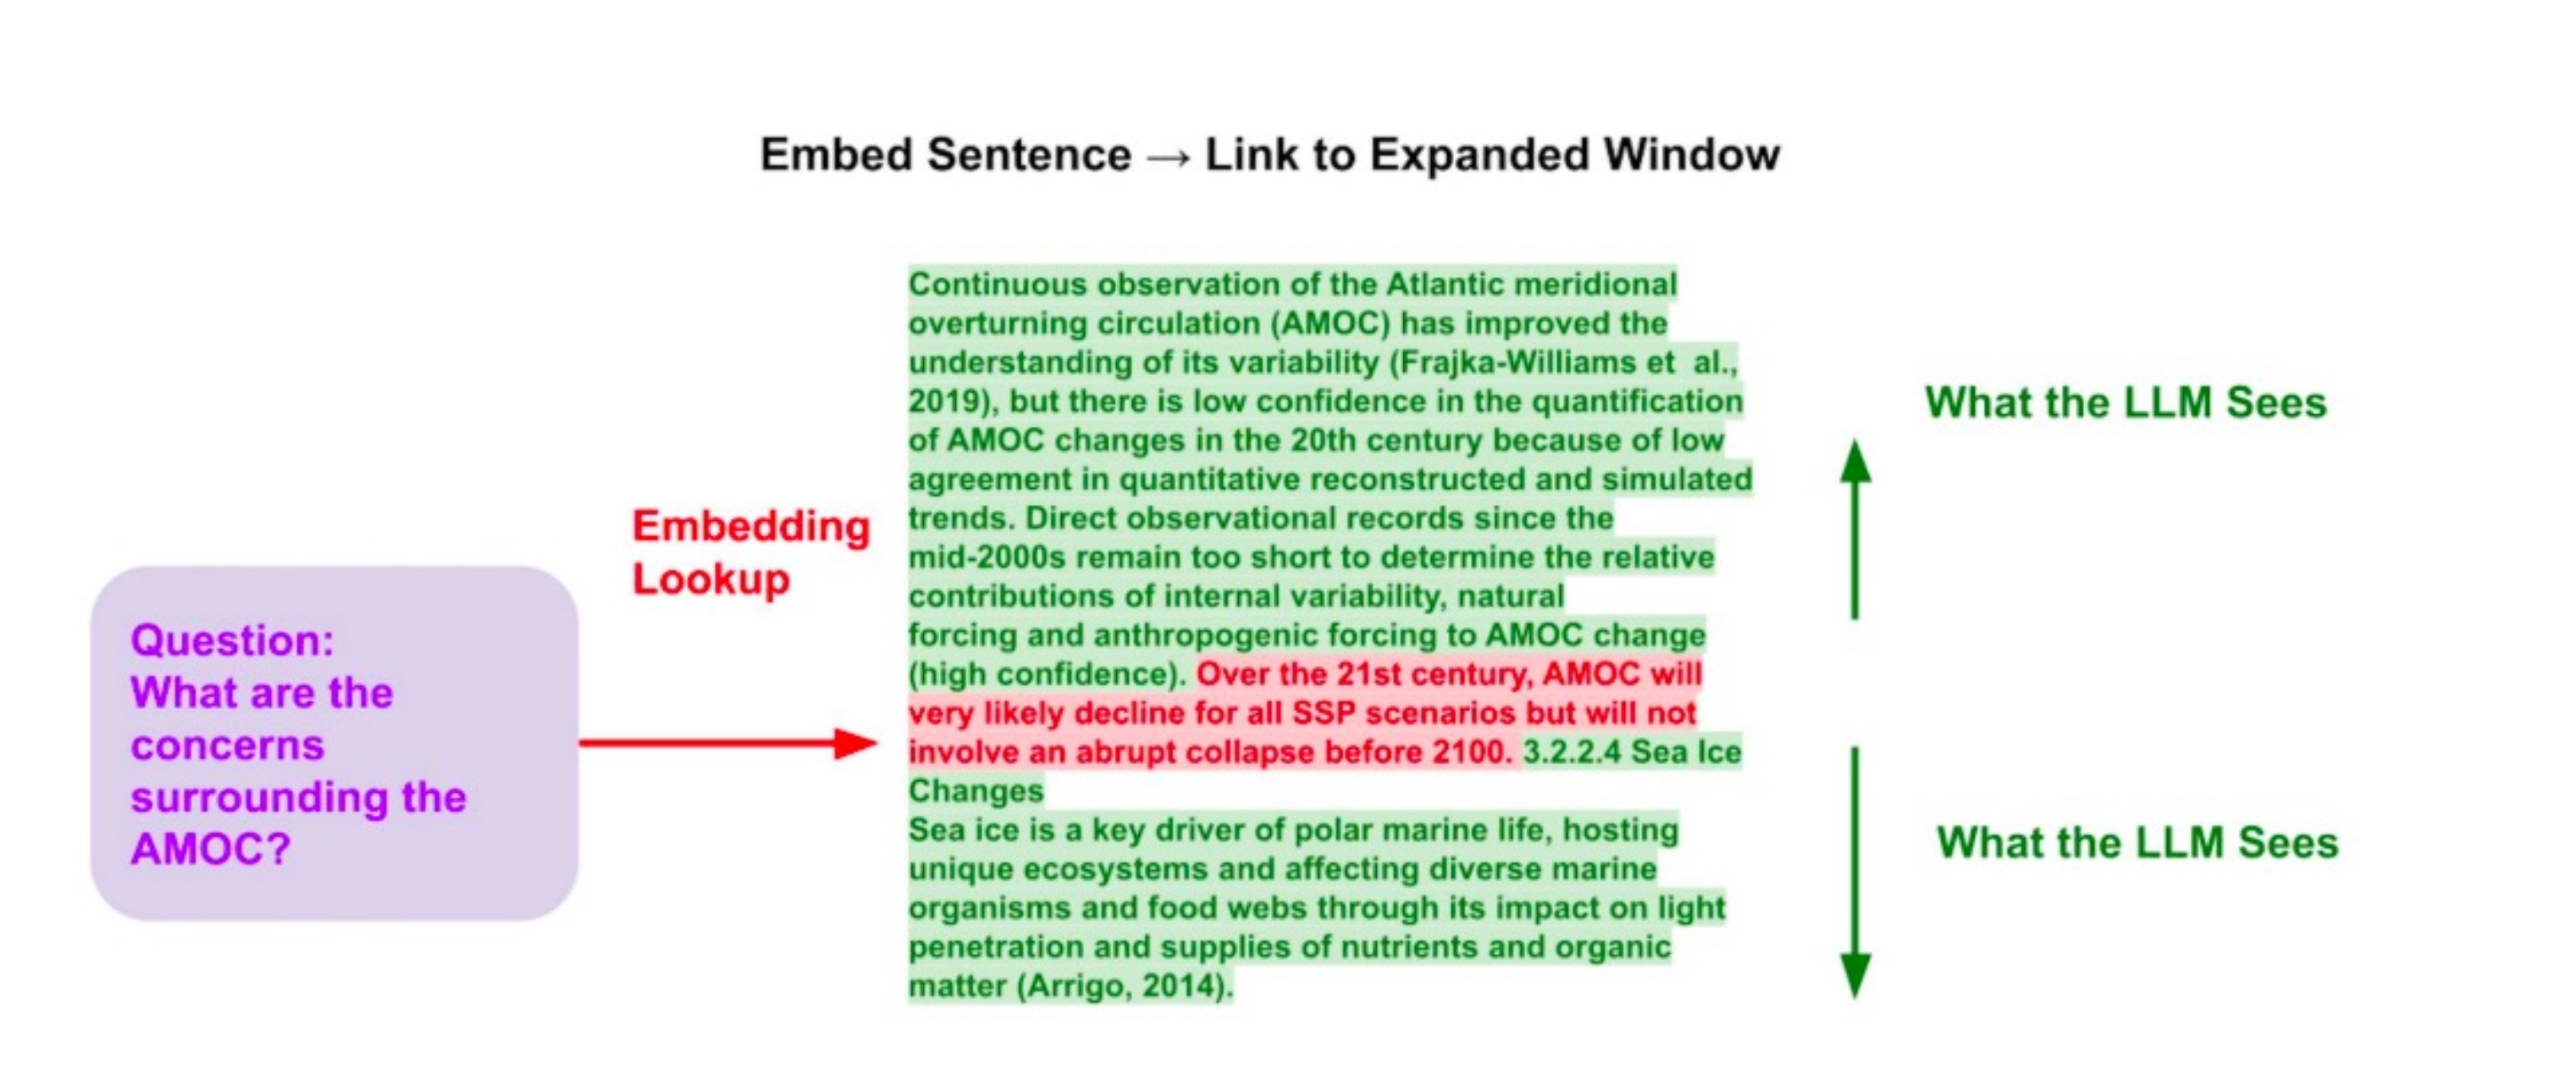 Embed Sentence → Link to Expanded Window
Embedding
Lookup
Question:
What are the
concerns
surrounding the
AMOC?
Continuous observation of the Atlantic meridional
overturning circulation (AMOC) has improved the
understanding of its variability (Frajka-Williams et  al.,
2019), but there is low confidence in the quantification
of AMOC changes in the 20th century because of low
agreement in quantitative reconstructed and simulated
trends. Direct observational records since the
mid-2000s remain too short to determine the relative
contributions of internal variability, natural
forcing and anthropogenic forcing to AMOC change
(high confidence). Over the 21st century, AMOC will
very likely decline for all SSP scenarios but will not
involve an abrupt collapse before 2100. 3.2.2.4 Sea Ice
Changes
Sea ice is a key driver of polar marine life, hosting
unique ecosystems and affecting diverse marine
organisms and food webs through its impact on light
penetration and supplies of nutrients and organic
matter (Arrigo, 2014).
What the LLM Sees
What the LLM Sees